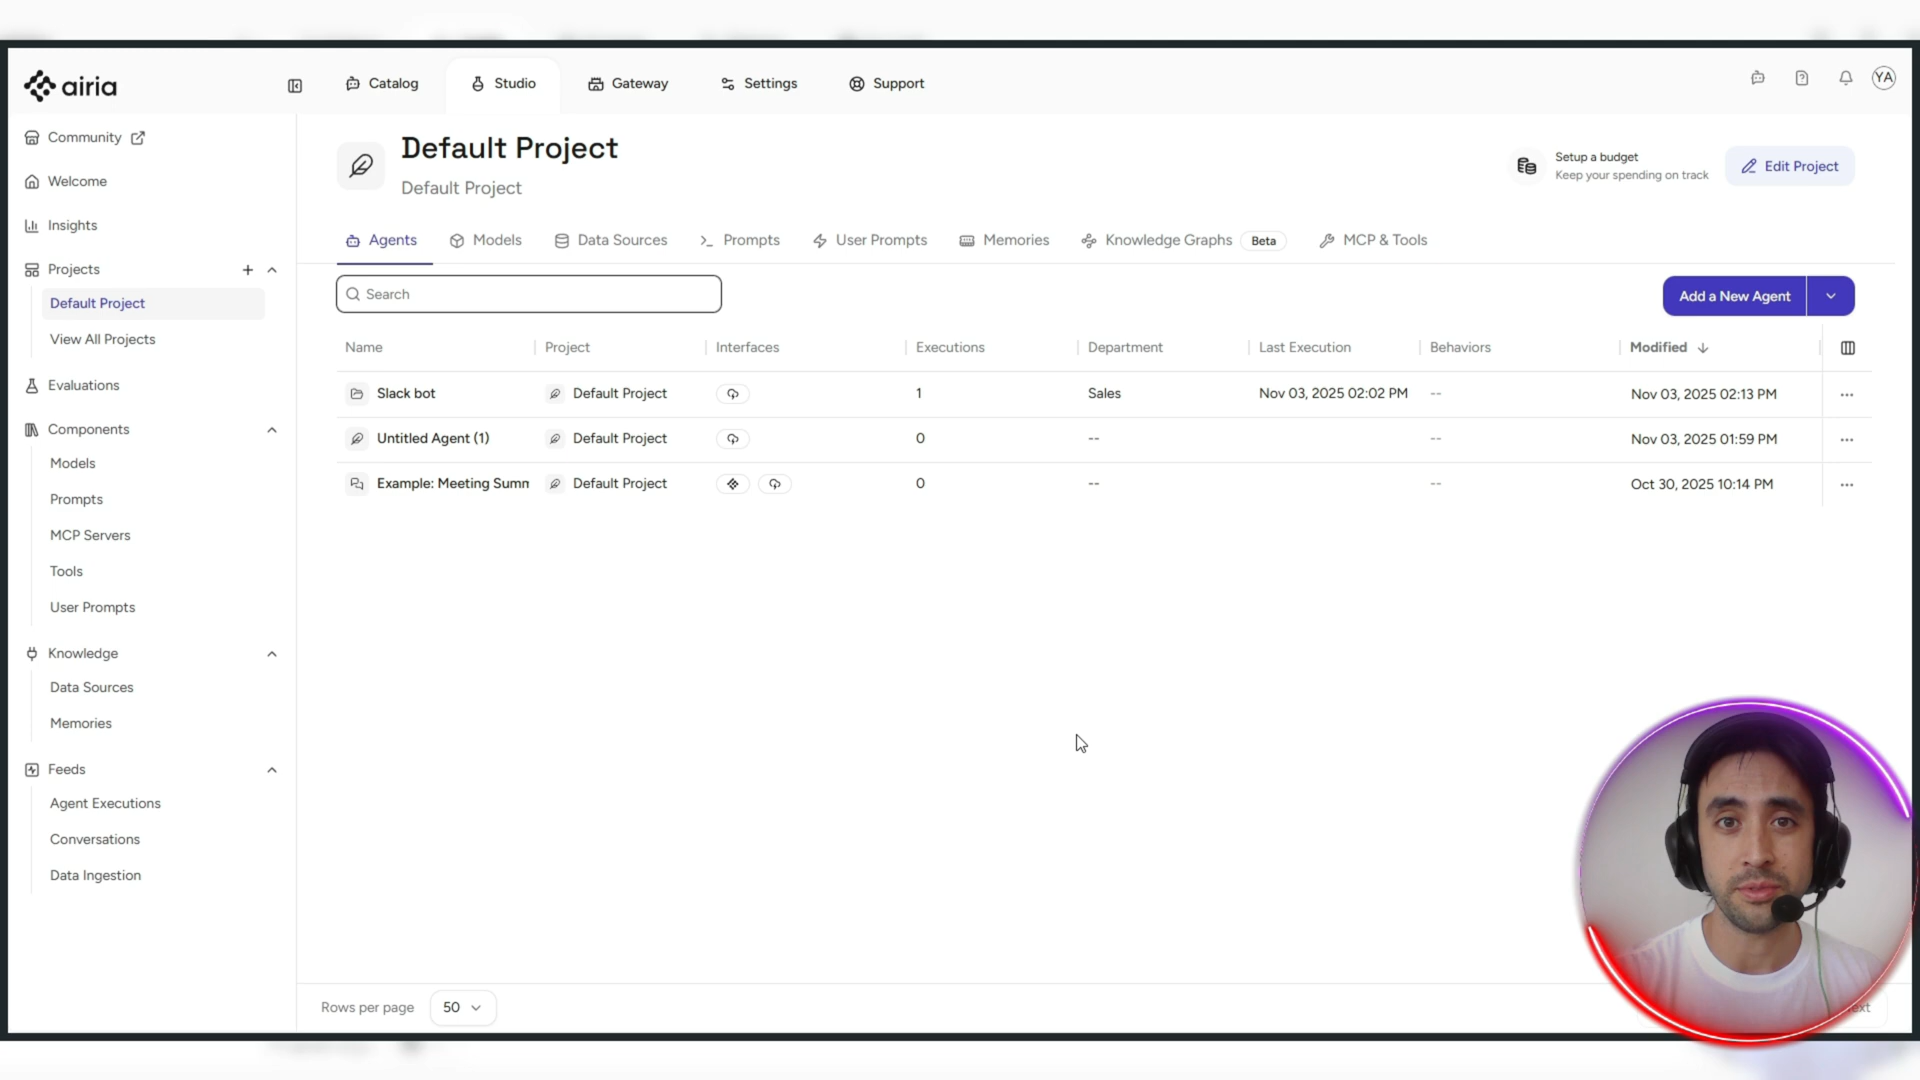 airia
Catalog
Studio
Gateway
Settings
Support
YA
Community
Welcome
Insights
Projects
Default Project
View All Projects
Evaluations
Components
Models
Prompts
MCP Servers
Tools
User Prompts
Knowledge
Data Sources
Memories
Feeds
Agent Executions
Conversations
Data Ingestion
Default Project
Default Project
Setup a budget
Keep your spending on track
Edit Project
Agents Models Data Sources Prompts User Prompts Memories Knowledge Graphs Beta MCP & Tools
Search
Add a New Agent
Name Project Interfaces Executions Department Last Execution Behaviors Modified
Slack bot Default Project 1 Sales Nov 03, 2025 02:02 PM -- Nov 03, 2025 02:13 PM
Untitled Agent (1) Default Project 0 -- -- Nov 03, 2025 01:59 PM
Example: Meeting Summ Default Project 0 -- -- Oct 30, 2025 10:14 PM
Rows per page 50